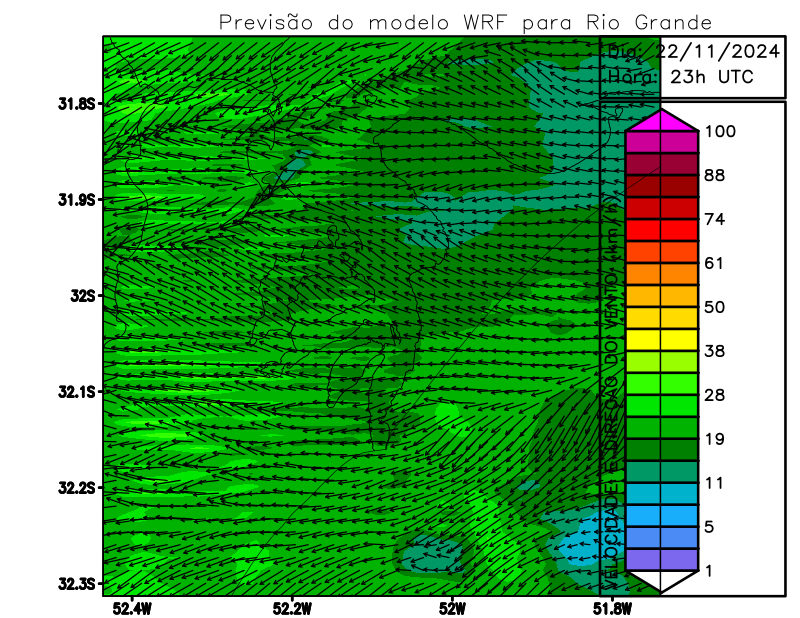 Previsão do modelo WRF para Rio Grande
Dia: 22/11/2024
Hora: 23h UTC
31.8S
31.9S
32S
32.1S
32.2S
32.3S
52.4W
52.2W
52W
51.8W
VELOCIDADE E DIREÇÃO DO VENTO (km/h)
100
88
74
61
50
38
28
19
11
5
1